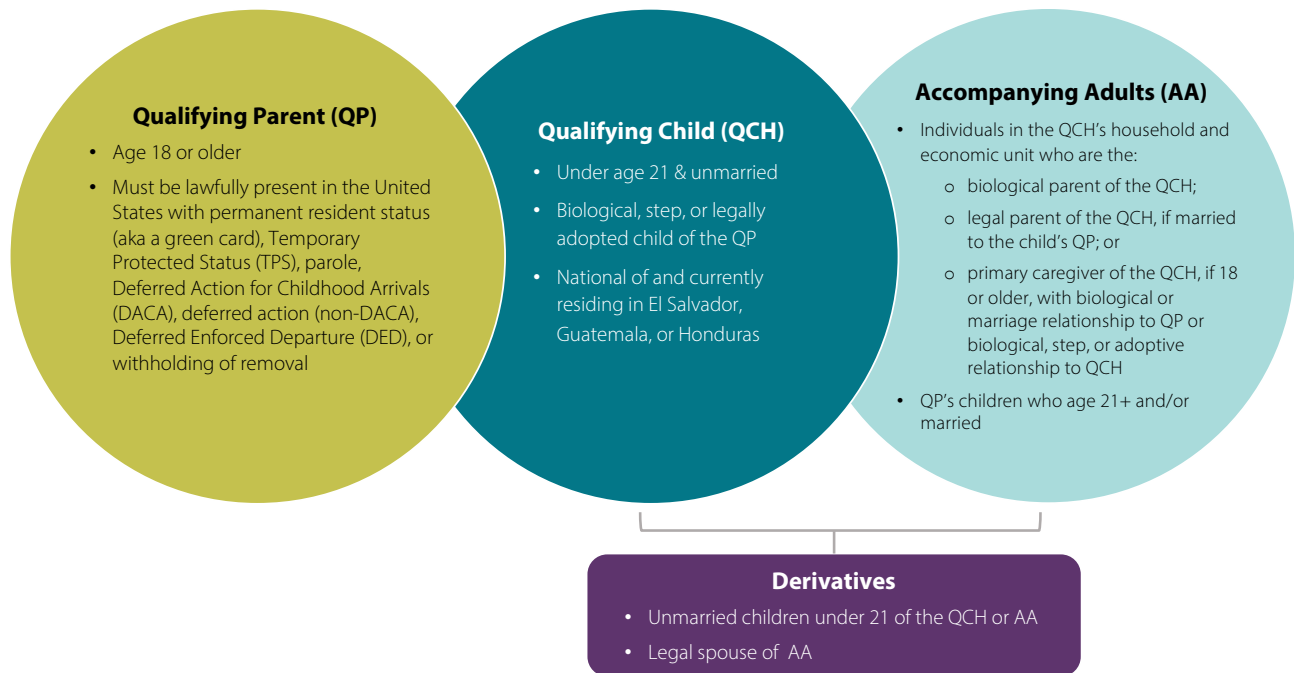 Qualifying Parent (QP)
• Age 18 or older
• Must be lawfully present in the United
States with permanent resident status
(aka a green card), Temporary
Protected Status (TPS), parole,
Deferred Action for Childhood Arrivals
(DACA), deferred action (non-DACA),
Deferred Enforced Departure (DED), or
withholding of removal
Qualifying Child (QCH)
• Under age 21 & unmarried
• Biological, step, or legally
adopted child of the QP
• National of and currently
residing in El Salvador,
Guatemala, or Honduras
Accompanying Adults (AA)
• Individuals in the QCH's household and
economic unit who are the:
o biological parent of the QCH;
o legal parent of the QCH, if married
to the child's QP; or
o primary caregiver of the QCH, if 18
or older, with biological or
marriage relationship to QP or
biological, step, or adoptive
relationship to QCH
• QP's children who age 21+ and/or
married
Derivatives
• Unmarried children under 21 of the QCH or AA
• Legal spouse of AA